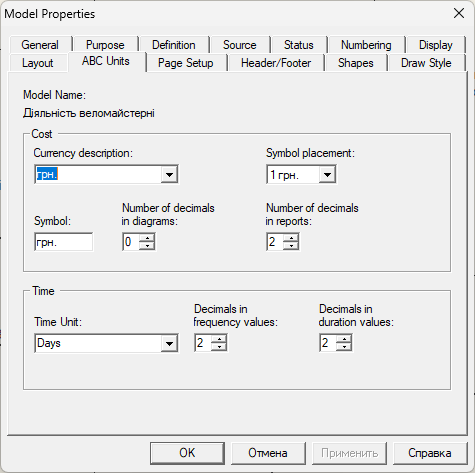 Model Properties
General Purpose Definition Source Status Numbering Display
Layout ABC Units Page Setup Header/Footer Shapes Draw Style
Model Name:
Діяльність веломайстерні
Cost
Currency description: Symbol placement:
грн. 1 грн.
Symbol: Number of decimals in diagrams: Number of decimals in reports:
грн. 0 2
Time
Time Unit: Decimals in frequency values: Decimals in duration values:
Days 2 2
OK Отмена Применить Справка